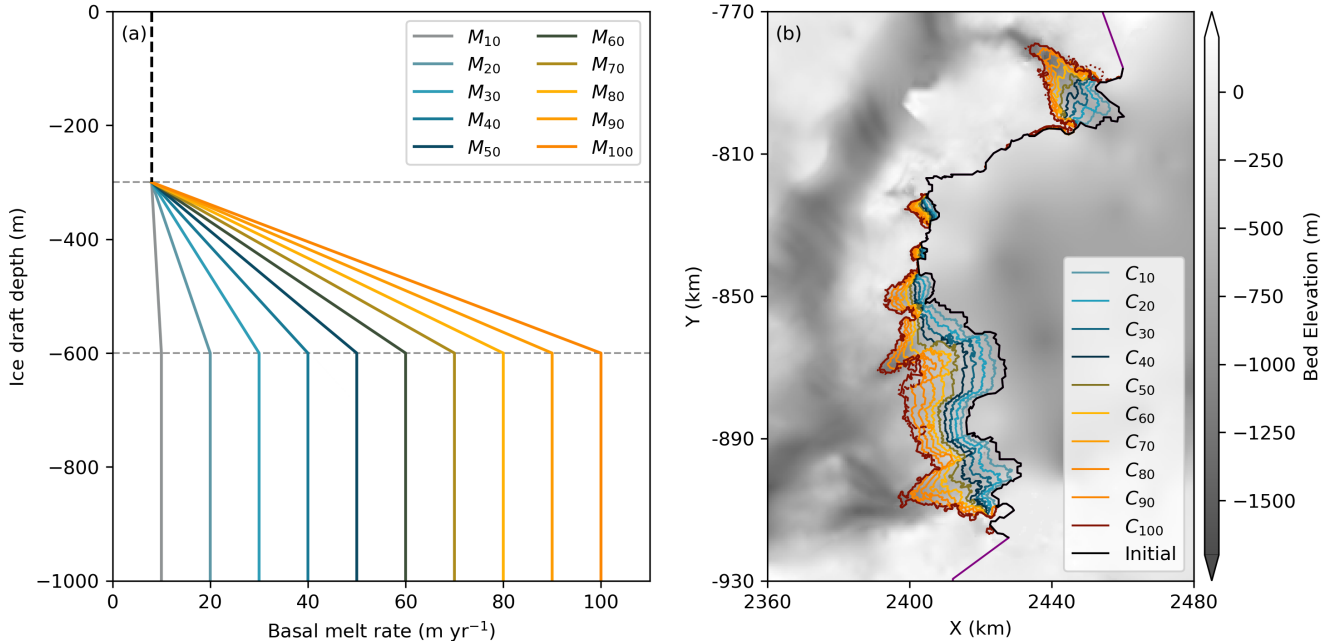 (a)
M10 M60
M20 M70
M30 M80
M40 M90
M50 M100
0
−200
−400
−600
−800
−1000
Ice draft depth (m)
0 20 40 60 80 100
Basal melt rate (m yr⁻¹)
(b)
-770
-810
-850
-890
-930
Y (km)
C10
C20
C30
C40
C50
C60
C70
C80
C90
C100
Initial
2360 2400 2440 2480
X (km)
0
−250
−500
−750
−1000
−1250
−1500
Bed Elevation (m)